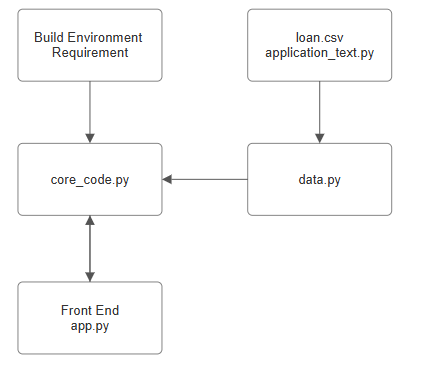 Build Environment
Requirement
loan.csv
application_text.py
core_code.py
data.py
Front End
app.py